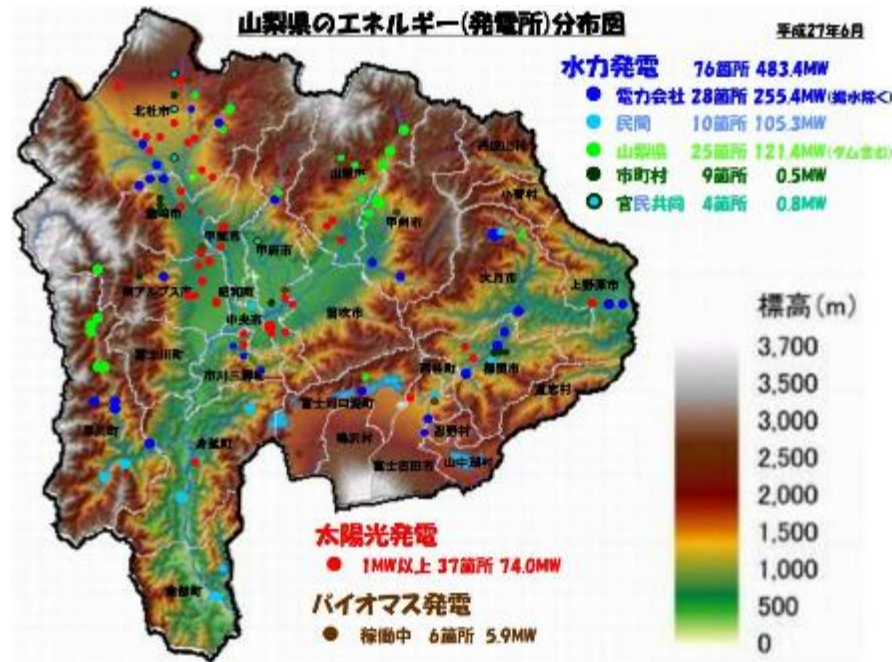 山梨県のエネルギー(発電所)分布図
平成27年6月
水力発電 76箇所 483.4MW
電力会社 28箇所 255.4MW(揚水除く)
民間 10箇所 105.3MW
山梨県 25箇所 121.4MW(ダム含む)
市町村 9箇所 0.5MW
官民共同 4箇所 0.8MW
北杜市
丹波山村
小菅村
山梨市
韮崎市
甲州市
甲斐市
甲府市
大月市
上野原市
南アルプス市
昭和町
中央市
笛吹市
富士川町
市川三郷町
西桂町
都留市
道志村
富士河口湖町
早川町
忍野村
身延町
鳴沢村
富士吉田市
山中湖村
南部町
標高(m)
3,700
3,500
3,000
2,500
2,000
1,500
1,000
500
0
太陽光発電
1MW以上 37箇所 74.0MW
バイオマス発電
稼働中 6箇所 5.9MW